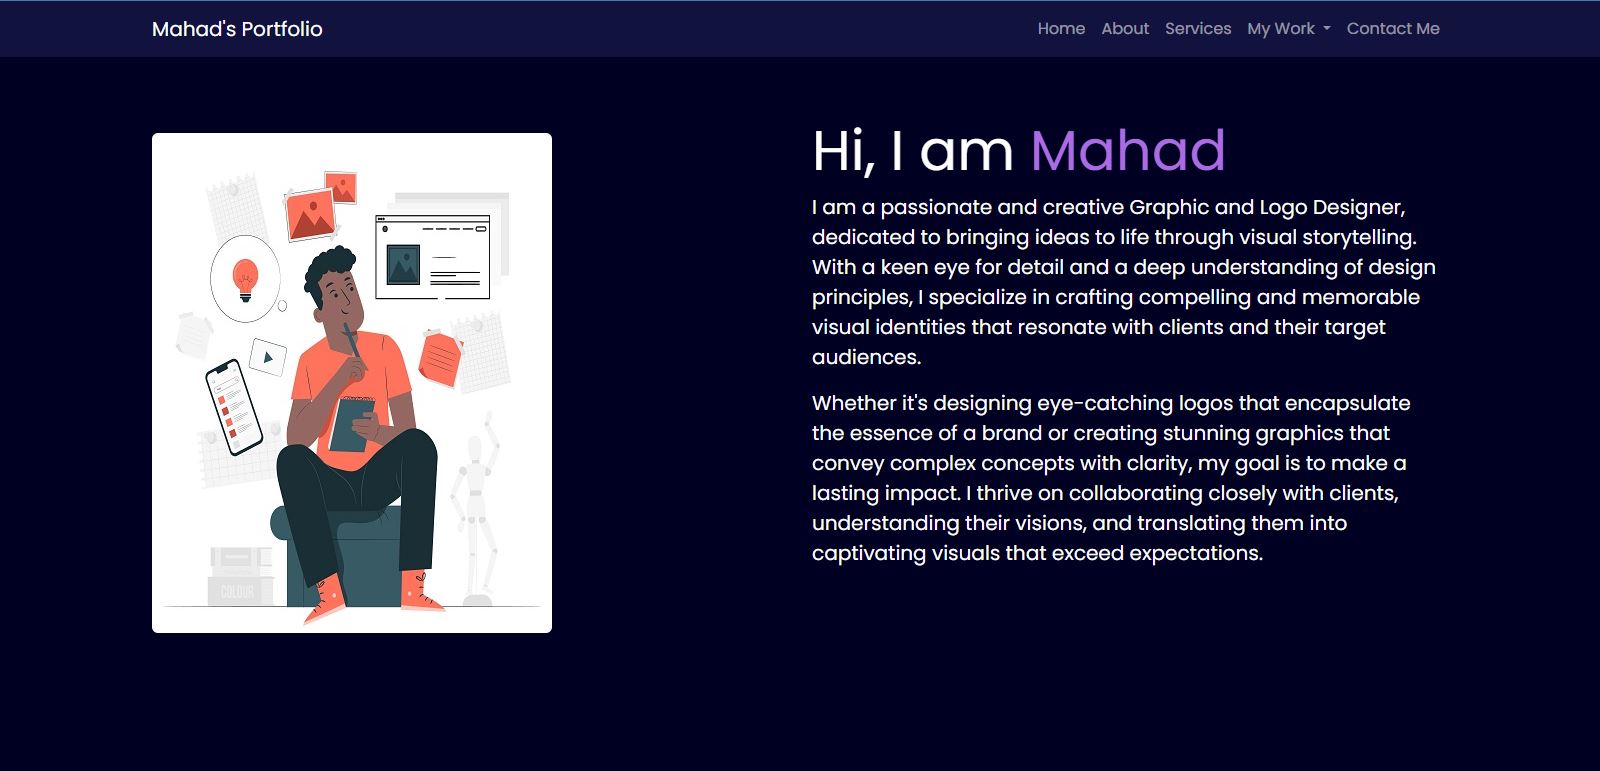 Mahad's Portfolio
Home About Services My Work Contact Me
Hi, I am Mahad
I am a passionate and creative Graphic and Logo Designer,
dedicated to bringing ideas to life through visual storytelling.
With a keen eye for detail and a deep understanding of design
principles, I specialize in crafting compelling and memorable
visual identities that resonate with clients and their target
audiences.
Whether it's designing eye-catching logos that encapsulate
the essence of a brand or creating stunning graphics that
convey complex concepts with clarity, my goal is to make a
lasting impact. I thrive on collaborating closely with clients,
understanding their visions, and translating them into
captivating visuals that exceed expectations.
COLOUR